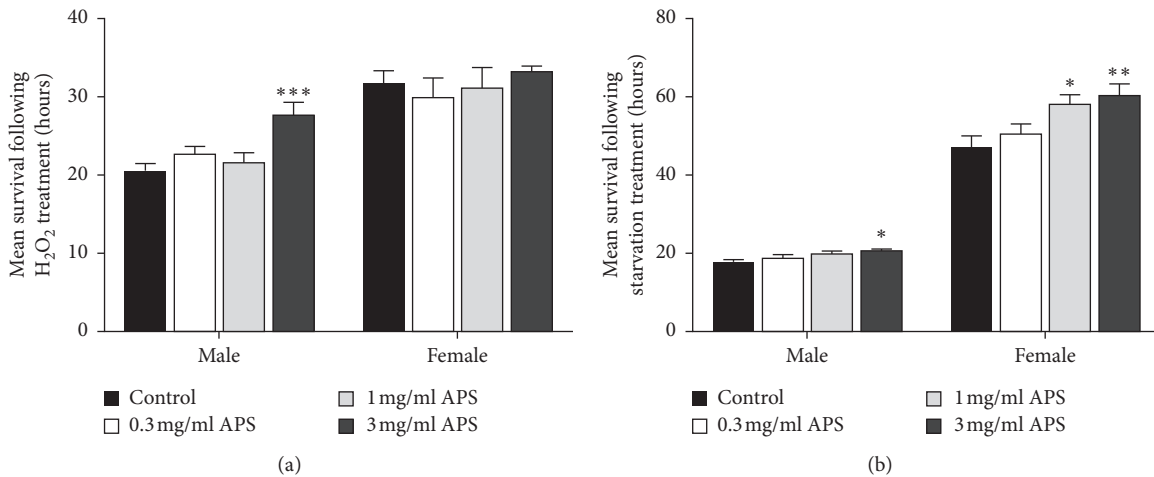 40
30
20
10
0
Mean survival following
H₂O₂ treatment (hours)
***
Male
Female
Control
0.3 mg/ml APS
1 mg/ml APS
3 mg/ml APS
(a)
80
60
40
20
0
Mean survival following
starvation treatment (hours)
*
*
**
Male
Female
Control
0.3 mg/ml APS
1 mg/ml APS
3 mg/ml APS
(b)